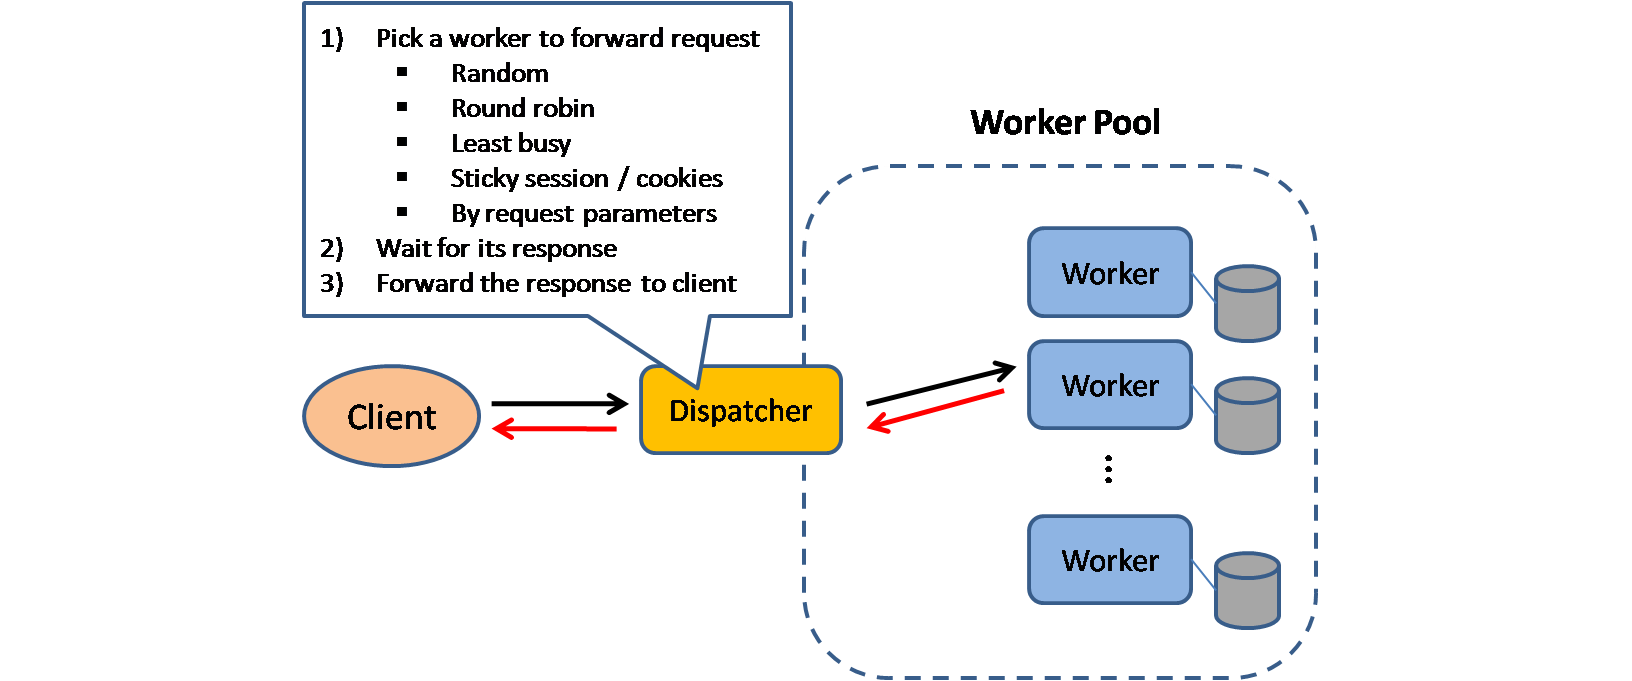 1) Pick a worker to forward request
▪ Random
▪ Round robin
▪ Least busy
▪ Sticky session / cookies
▪ By request parameters
2) Wait for its response
3) Forward the response to client
Worker Pool
Worker
Worker
Client
Dispatcher
Worker